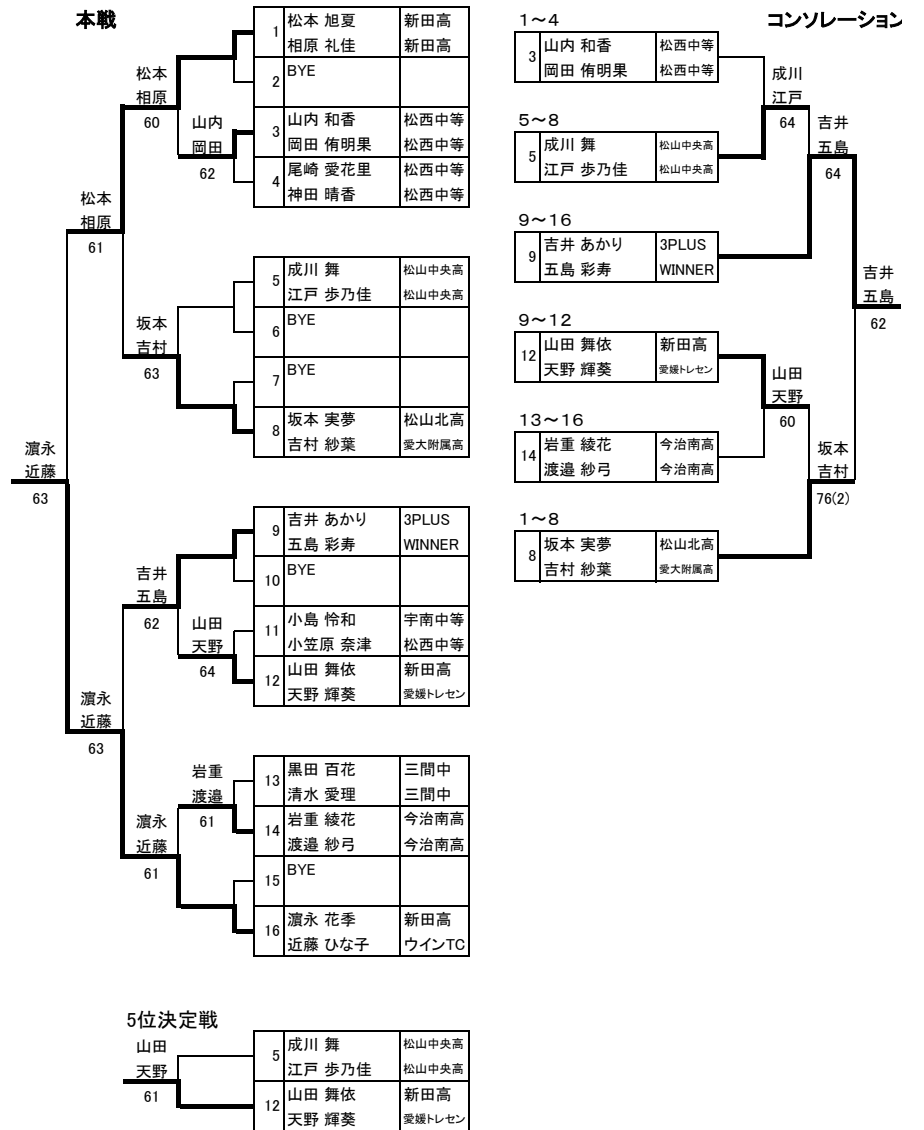 本戦
1 松本 旭夏 新田高
相原 礼佳 新田高
2 BYE
3 山内 和香 松西中等
岡田 侑明果 松西中等
4 尾崎 愛花里 松西中等
神田 晴香 松西中等
5 成川 舞 松山中央高
江戸 歩乃佳 松山中央高
6 BYE
7 BYE
8 坂本 実夢 松山北高
吉村 紗葉 愛大附属高
9 吉井 あかり 3PLUS
五島 彩寿 WINNER
10 BYE
11 小島 怜和 宇南中等
小笠原 奈津 松西中等
12 山田 舞依 新田高
天野 輝葵 愛媛トレセン
13 黒田 百花 三間中
清水 愛理 三間中
14 岩重 綾花 今治南高
渡邉 紗弓 今治南高
15 BYE
16 濵永 花季 新田高
近藤 ひな子 ウインTC
山内
岡田
62
山田
天野
64
岩重
渡邉
61
松本
相原
60
坂本
吉村
63
吉井
五島
62
濵永
近藤
61
松本
相原
61
濵永
近藤
63
濵永
近藤
63
コンソレーション
1～4
3 山内 和香 松西中等
岡田 侑明果 松西中等
5～8
5 成川 舞 松山中央高
江戸 歩乃佳 松山中央高
9～16
9 吉井 あかり 3PLUS
五島 彩寿 WINNER
9～12
12 山田 舞依 新田高
天野 輝葵 愛媛トレセン
13～16
14 岩重 綾花 今治南高
渡邉 紗弓 今治南高
1～8
8 坂本 実夢 松山北高
吉村 紗葉 愛大附属高
成川
江戸
64
山田
天野
60
吉井
五島
64
坂本
吉村
76(2)
吉井
五島
62
5位決定戦
5 成川 舞 松山中央高
江戸 歩乃佳 松山中央高
12 山田 舞依 新田高
天野 輝葵 愛媛トレセン
山田
天野
61